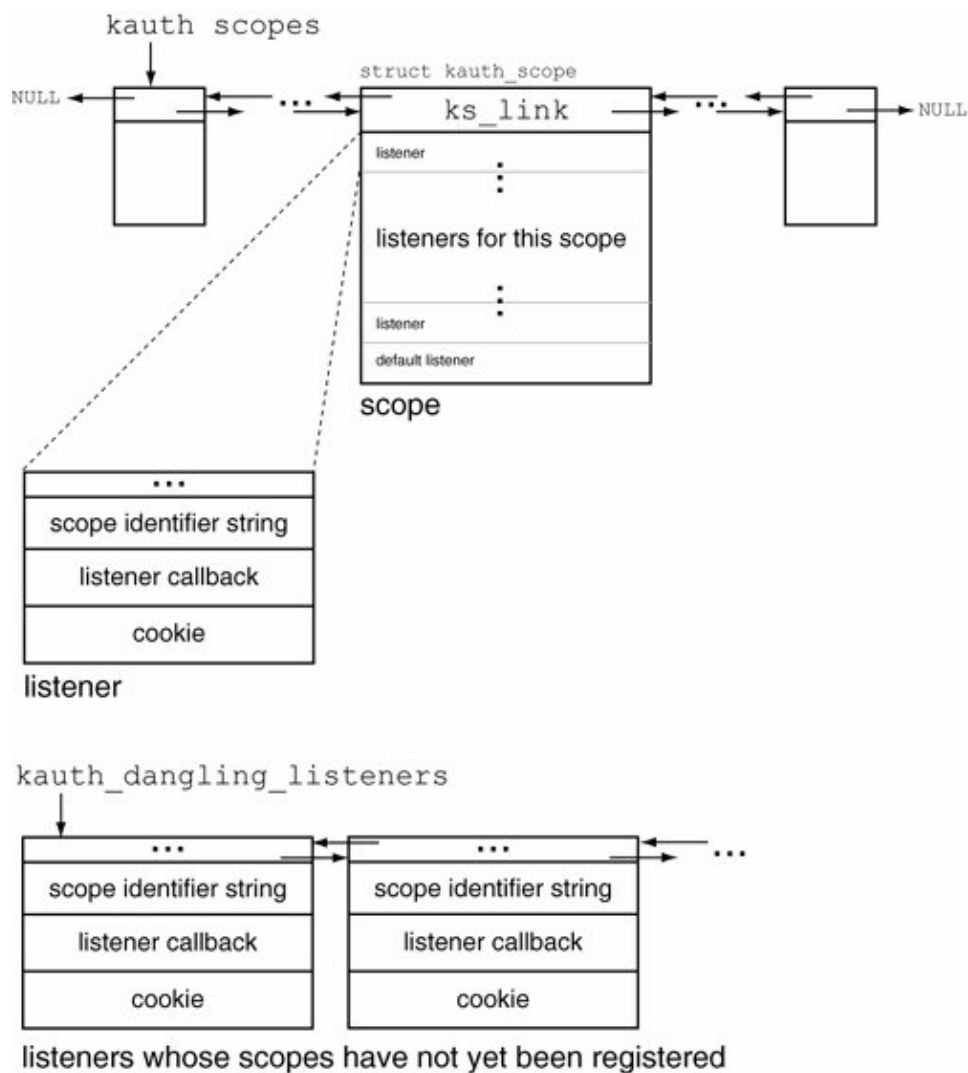 kauth scopes
struct kauth_scope
NULL
...
ks_link
...
NULL
listener
listeners for this scope
listener
default listener
scope
...
scope identifier string
listener callback
cookie
listener
kauth_dangling_listeners
... ... ...
scope identifier string scope identifier string
listener callback listener callback
cookie cookie
listeners whose scopes have not yet been registered